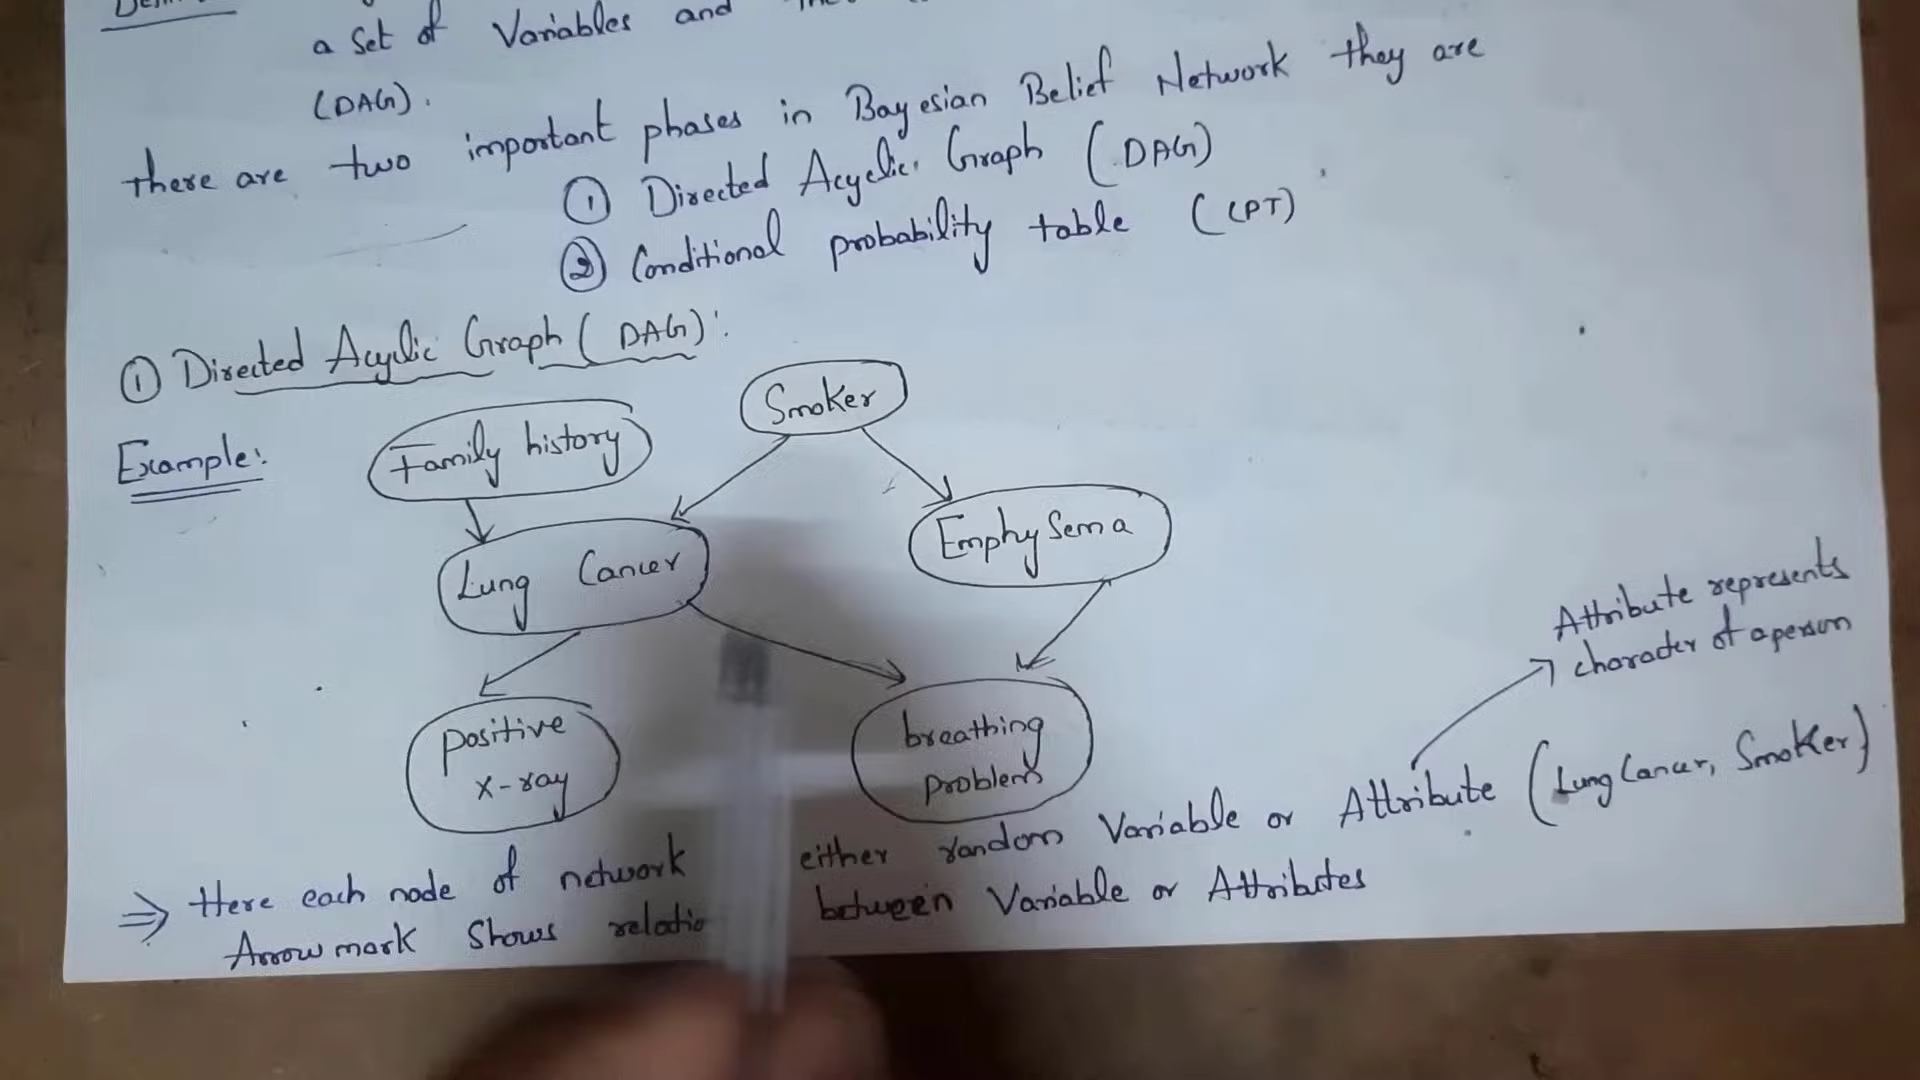 a set of Variables and
(DAG).
there are two important phases in Bayesian Belief Network they are
① Directed Acyclic Graph (DAG)
② Conditional probability table (CPT)
① Directed Acyclic Graph (DAG):
Example:
Smoker
Family history
Emphysema
Lung Cancer
positive
x-ray
breathing
problem
Attribute represents
character of a person
⇒ Here each node of network either random Variable or Attribute (Lung Cancer, Smoker)
Arrow mark shows between Variable or Attributes